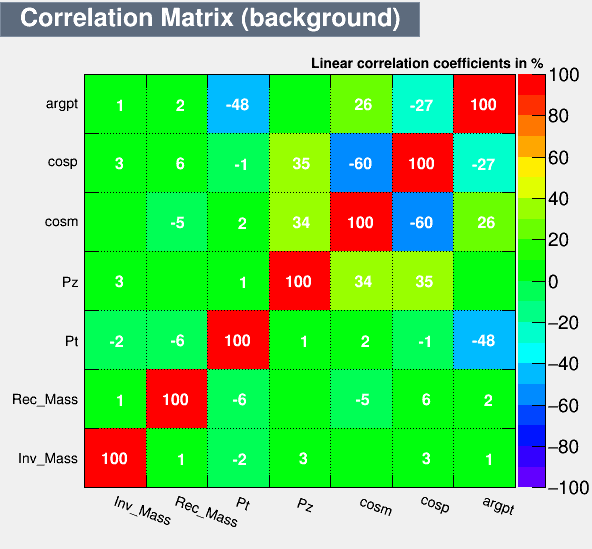 Correlation Matrix (background)
Linear correlation coefficients in %
argpt 1 2 -48 26 -27 100
cosp 3 6 -1 35 -60 100 -27
cosm -5 2 34 100 -60 26
Pz 3 1 100 34 35
Pt -2 -6 100 1 2 -1 -48
Rec_Mass 1 100 -6 -5 6 2
Inv_Mass 100 1 -2 3 3 1
Inv_Mass Rec_Mass Pt Pz cosm cosp argpt
100
80
60
40
20
0
−20
−40
−60
−80
−100